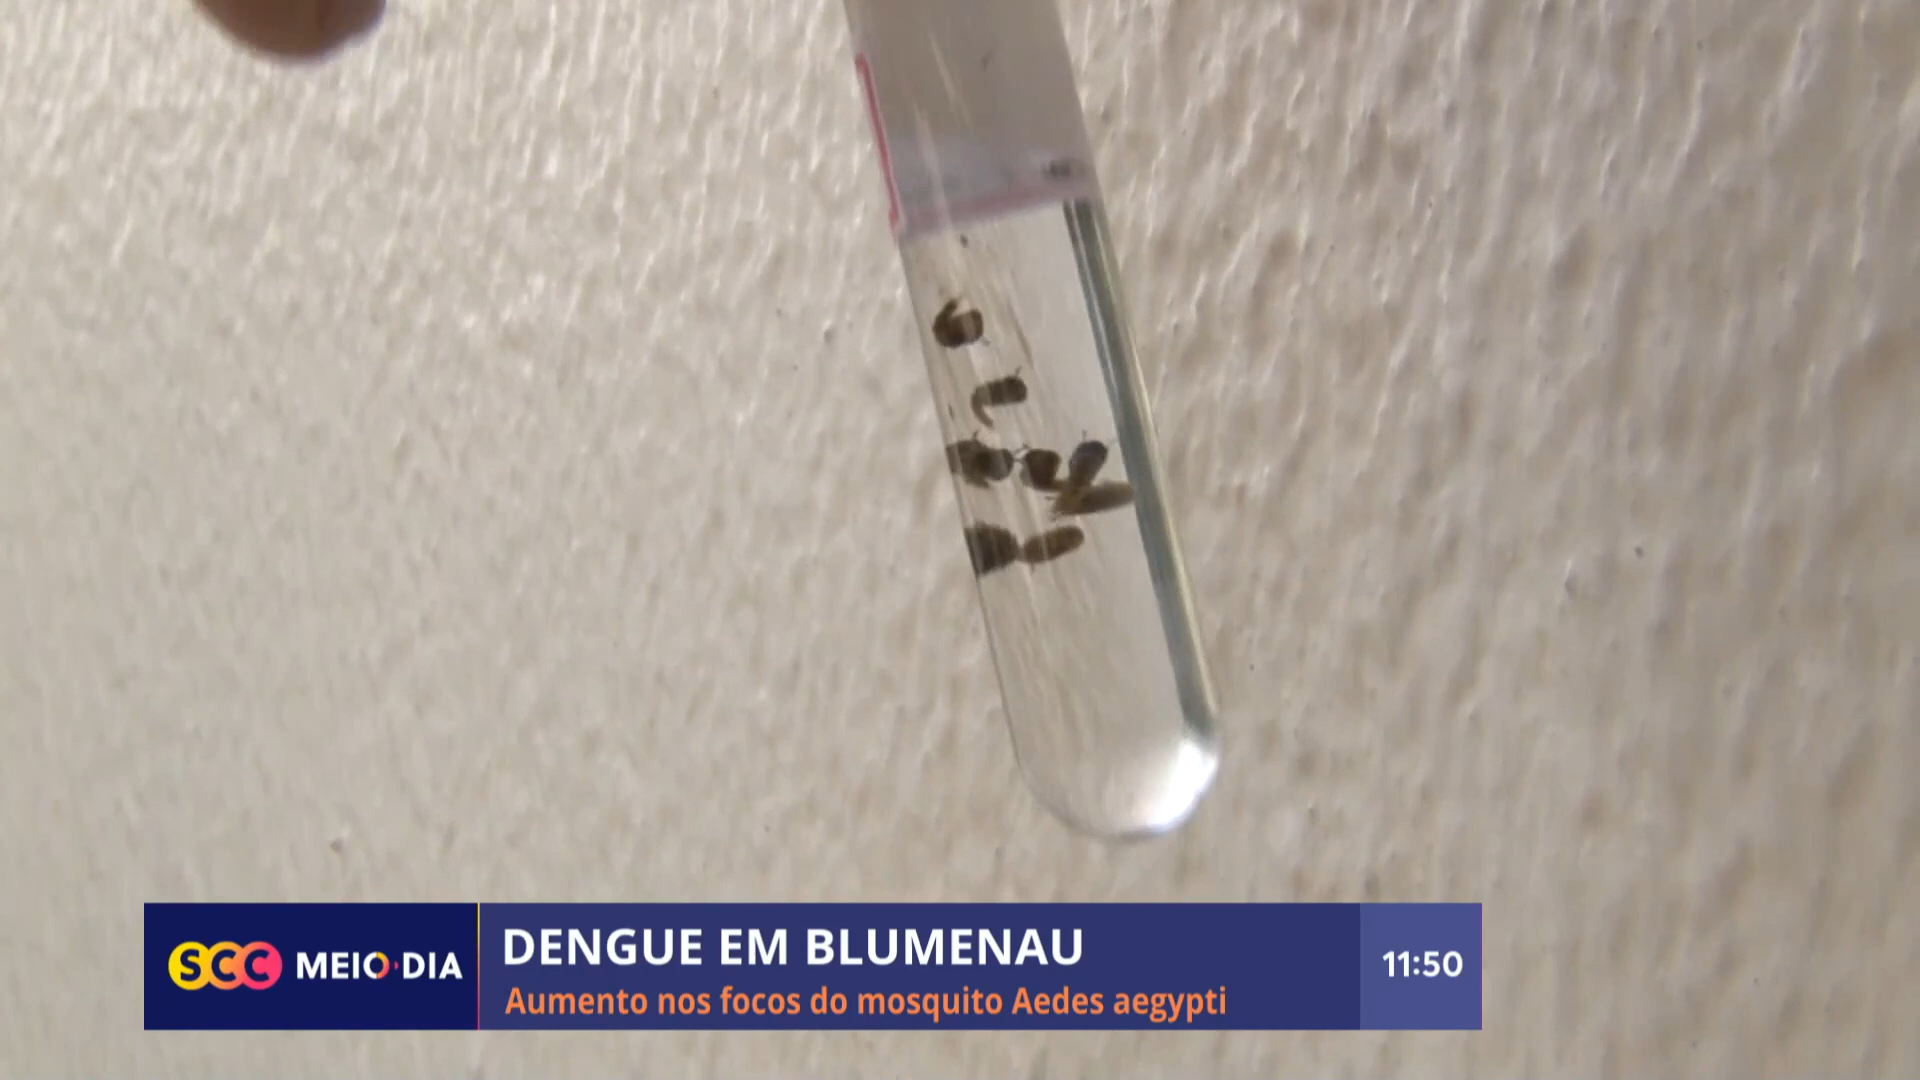 SCC MEIO-DIA
DENGUE EM BLUMENAU
Aumento nos focos do mosquito Aedes aegypti
11:50